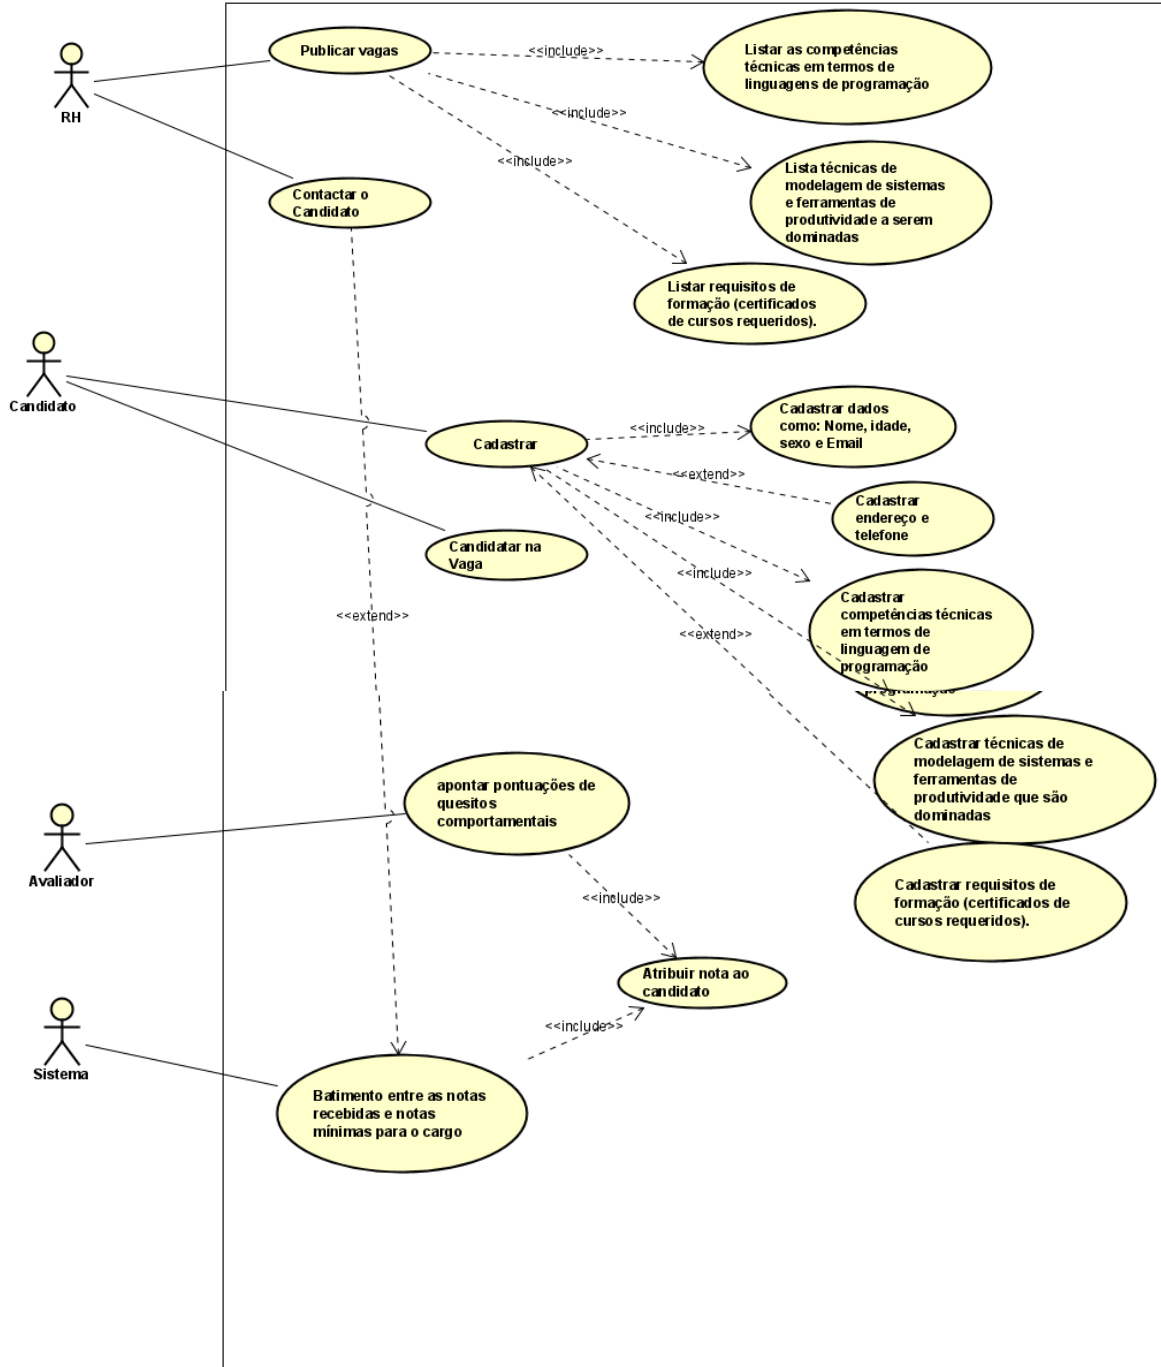 Publicar vagas
<<include>>
Listar as competências
técnicas em termos de
linguagens de programação
RH
<<include>>
<<include>>
Lista técnicas de
modelagem de sistemas
e ferramentas de
produtividade a serem
dominadas
Contactar o
Candidato
Listar requisitos de
formação (certificados
de cursos requeridos).
Candidato
Cadastrar
<<include>>
Cadastrar dados
como: Nome, idade,
sexo e Email
<<extend>>
Cadastrar
endereço e
telefone
<<include>>
Candidatar na
Vaga
<<include>>
<<extend>>
<<extend>>
Cadastrar
competências técnicas
em termos de
linguagem de
programação
programação
Cadastrar técnicas de
modelagem de sistemas e
ferramentas de
produtividade que são
dominadas
apontar pontuações de
quesitos
comportamentais
Avaliador
<<include>>
Cadastrar requisitos de
formação (certificados de
cursos requeridos).
Atribuir nota ao
candidato
<<include>>
Sistema
Batimento entre as notas
recebidas e notas
mínimas para o cargo